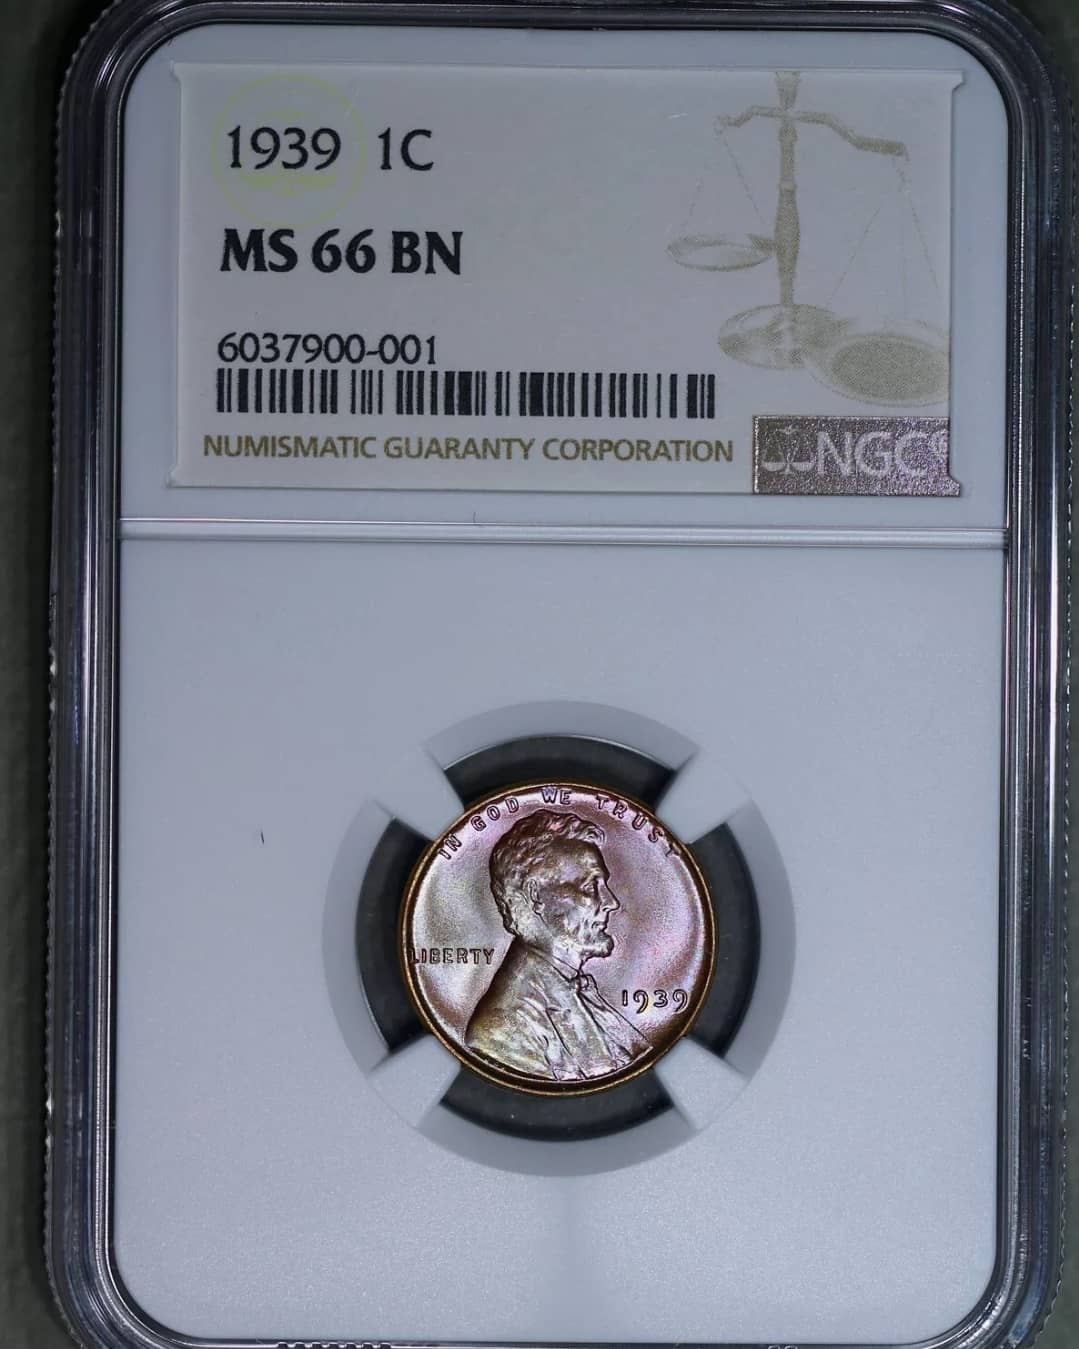 1939 1C
MS 66 BN
6037900-001
NUMISMATIC GUARANTY CORPORATION
NGC
IN GOD WE TRUST
LIBERTY
1939